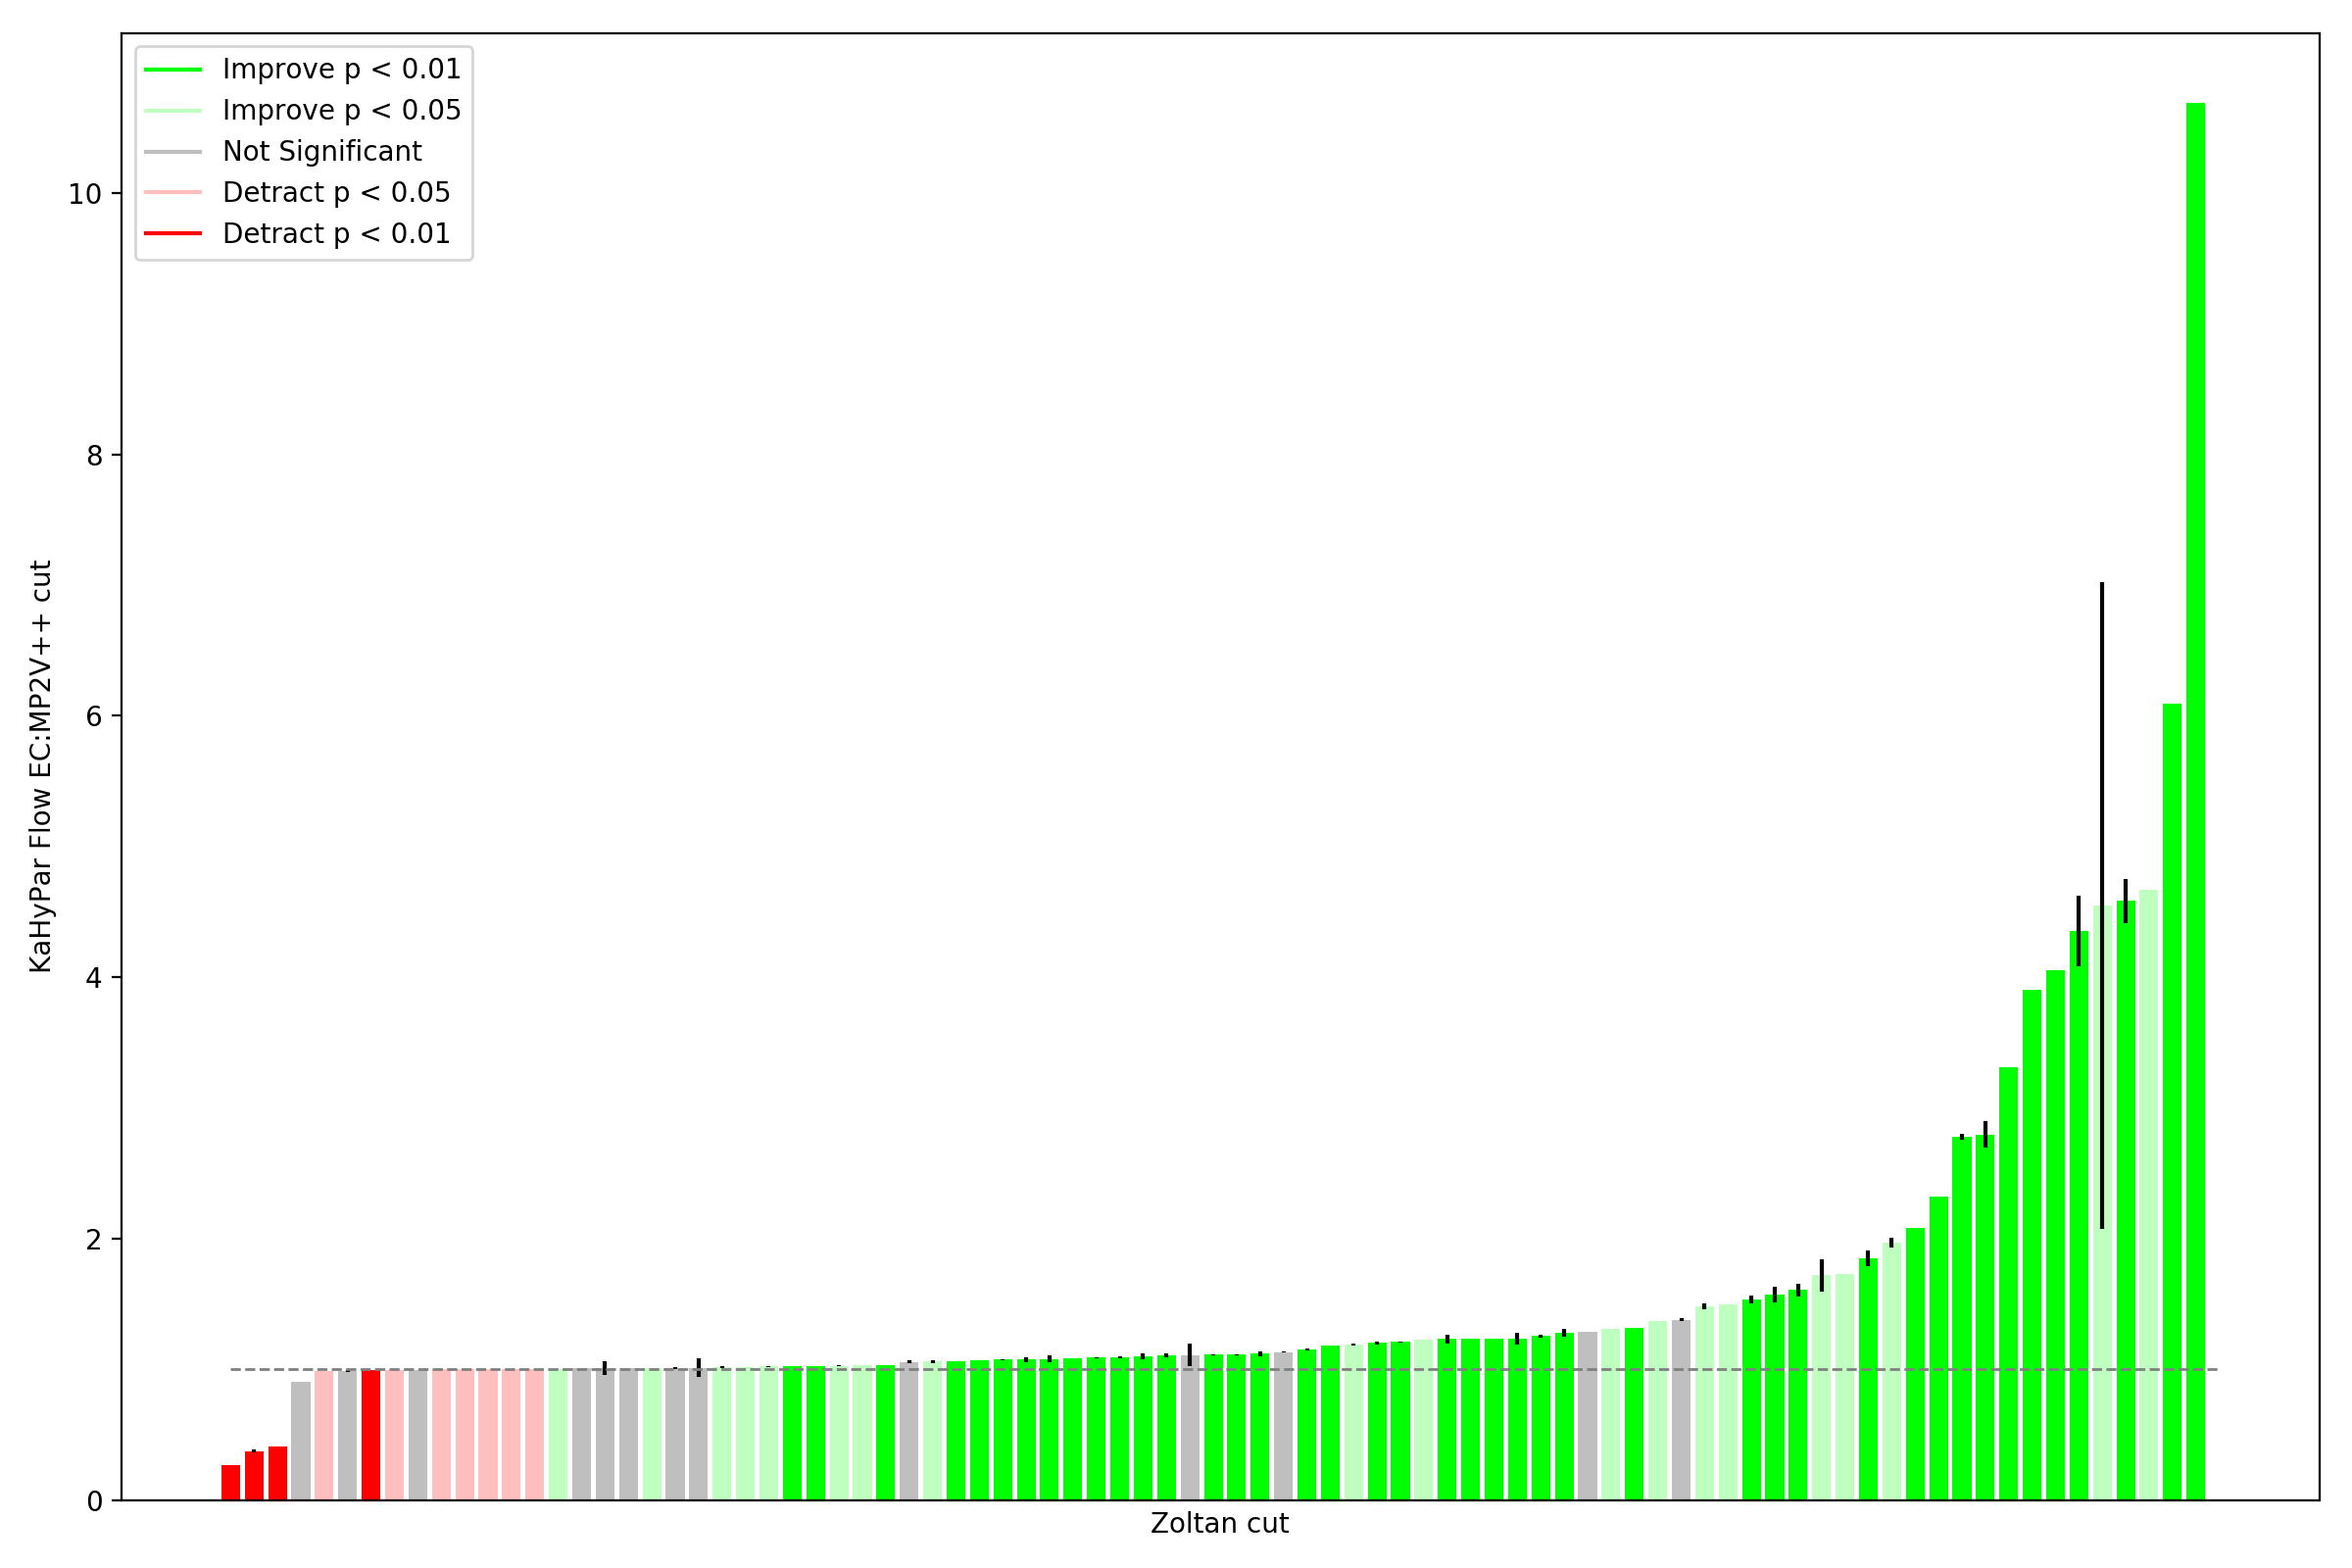 Improve p < 0.01
Improve p < 0.05
Not Significant
Detract p < 0.05
Detract p < 0.01
10
8
6
4
2
0
KaHyPar Flow EC:MP2V++ cut
Zoltan cut